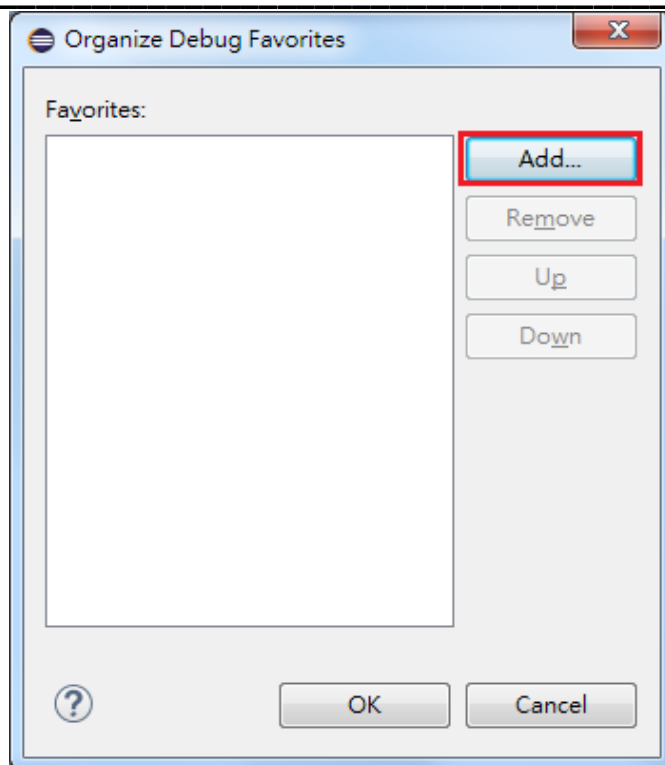 Organize Debug Favorites
x
Favorites:
Add...
Remove
Up
Down
?
OK
Cancel